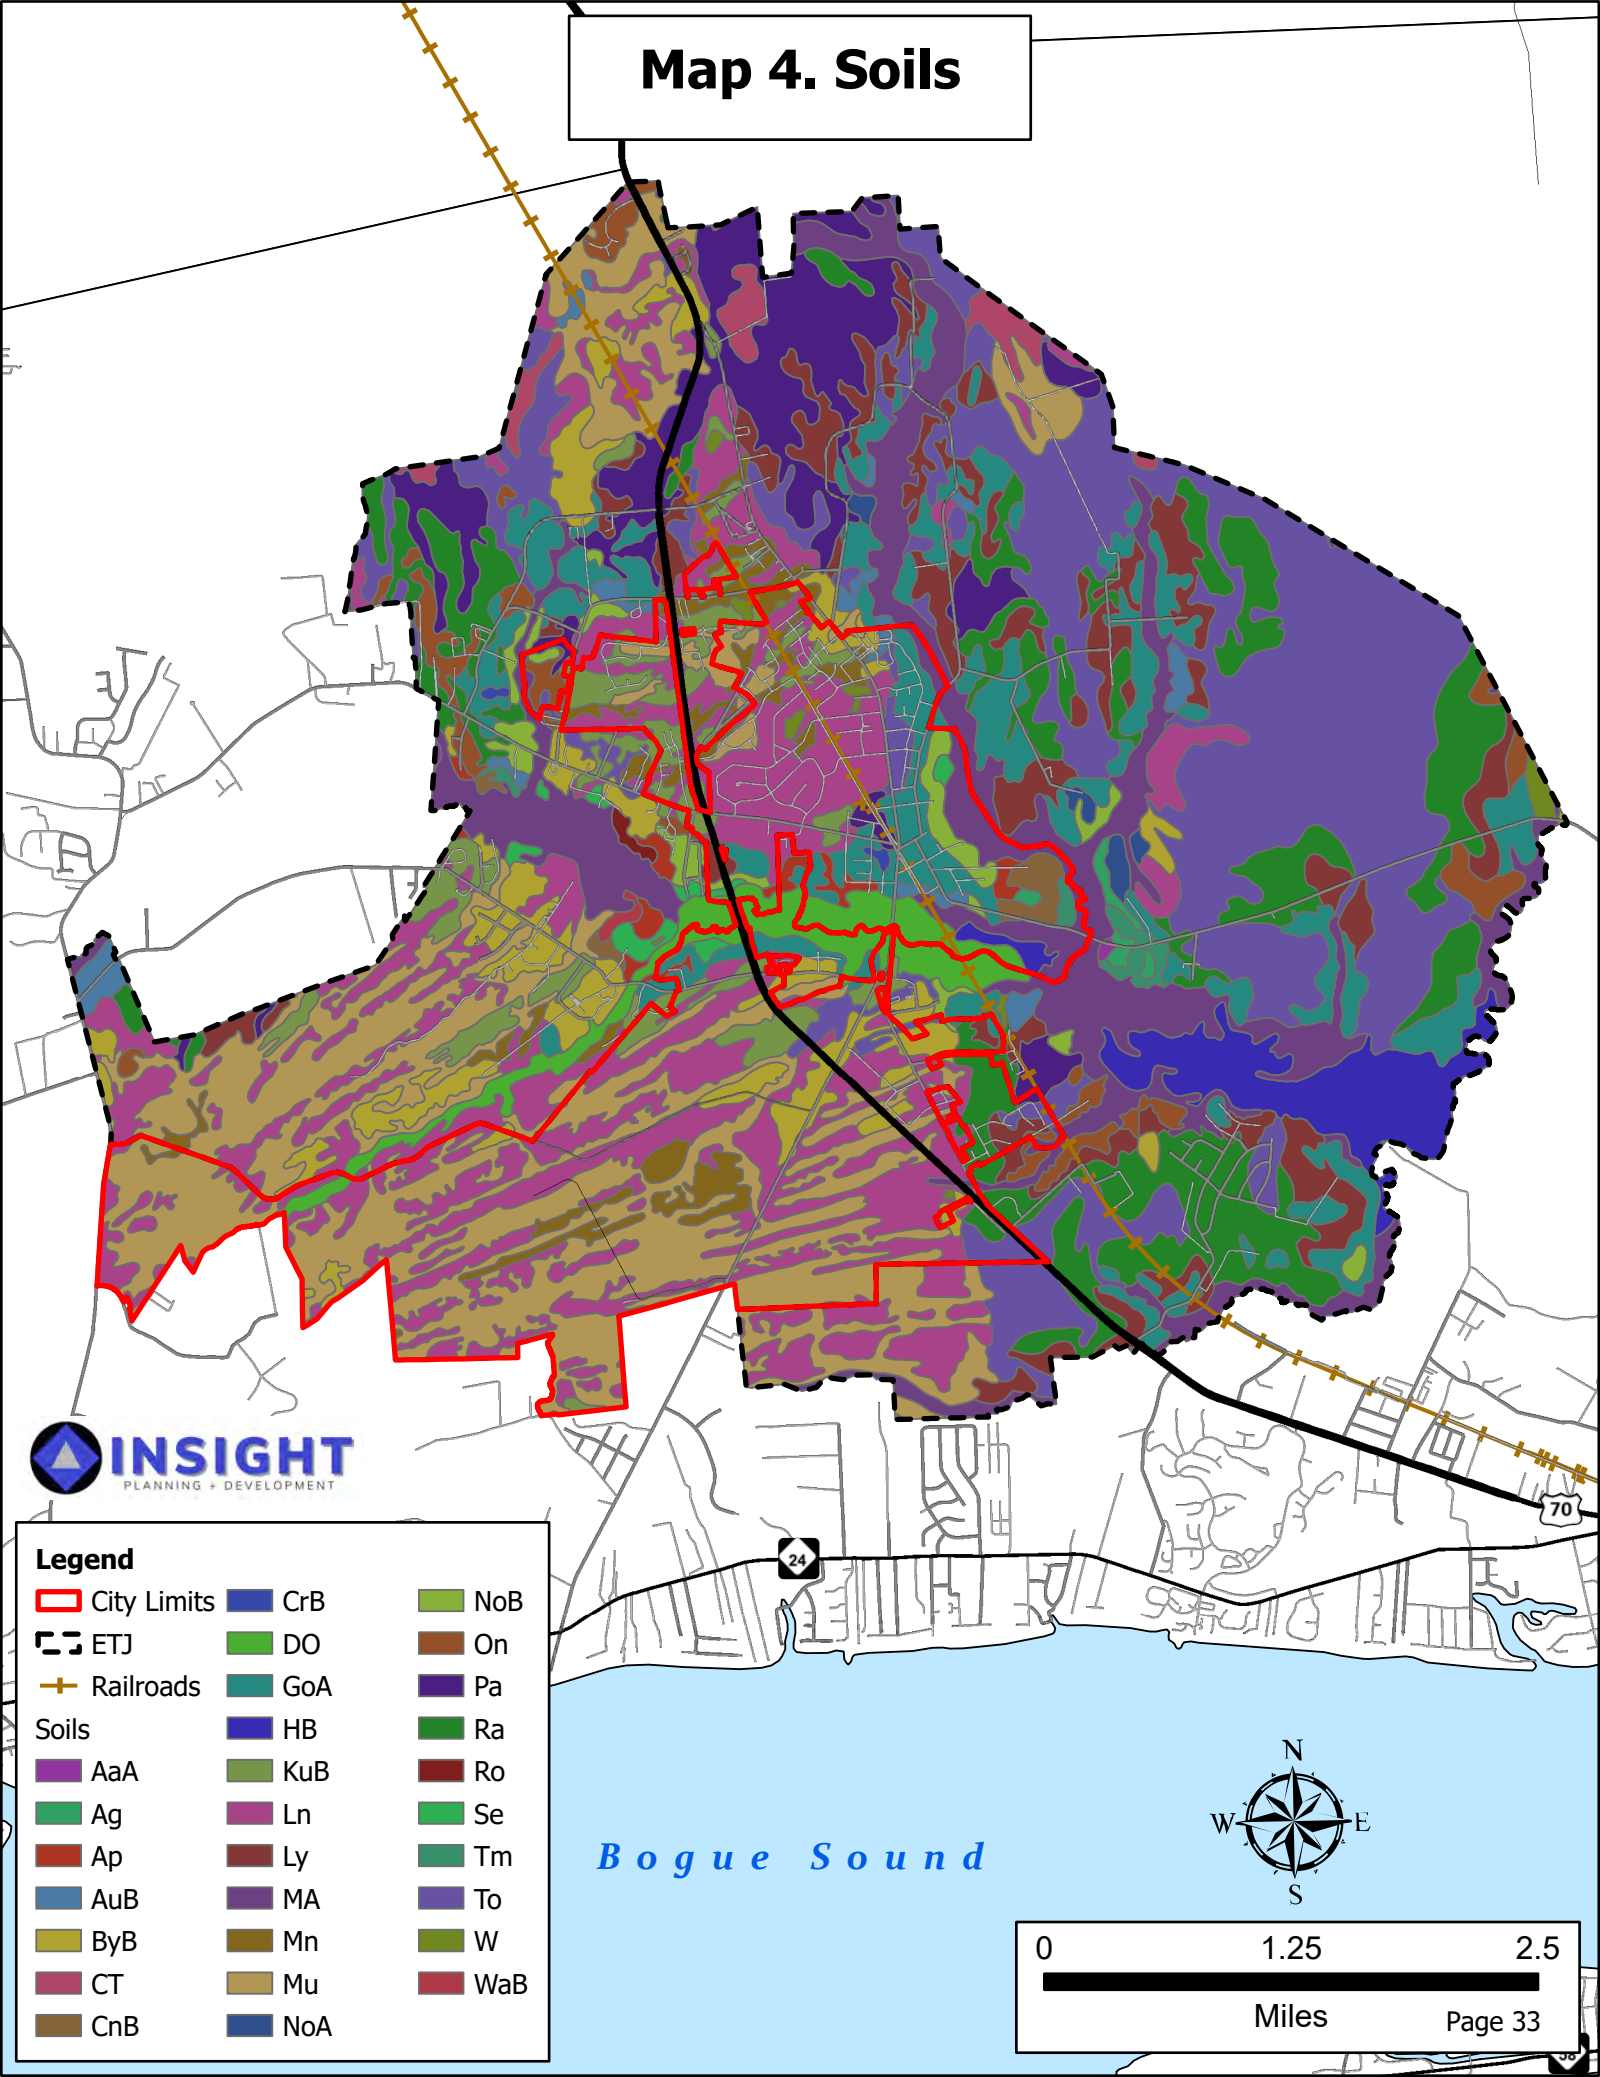 Map 4. Soils
INSIGHT
PLANNING + DEVELOPMENT
70
24
Legend
City Limits
ETJ
Railroads
Soils
AaA
Ag
Ap
AuB
ByB
CT
CnB
CrB
DO
GoA
HB
KuB
Ln
Ly
MA
Mn
Mu
NoA
NoB
On
Pa
Ra
Ro
Se
Tm
To
W
WaB
Bogue Sound
N
W E
S
0 1.25 2.5
Miles
Page 33
58